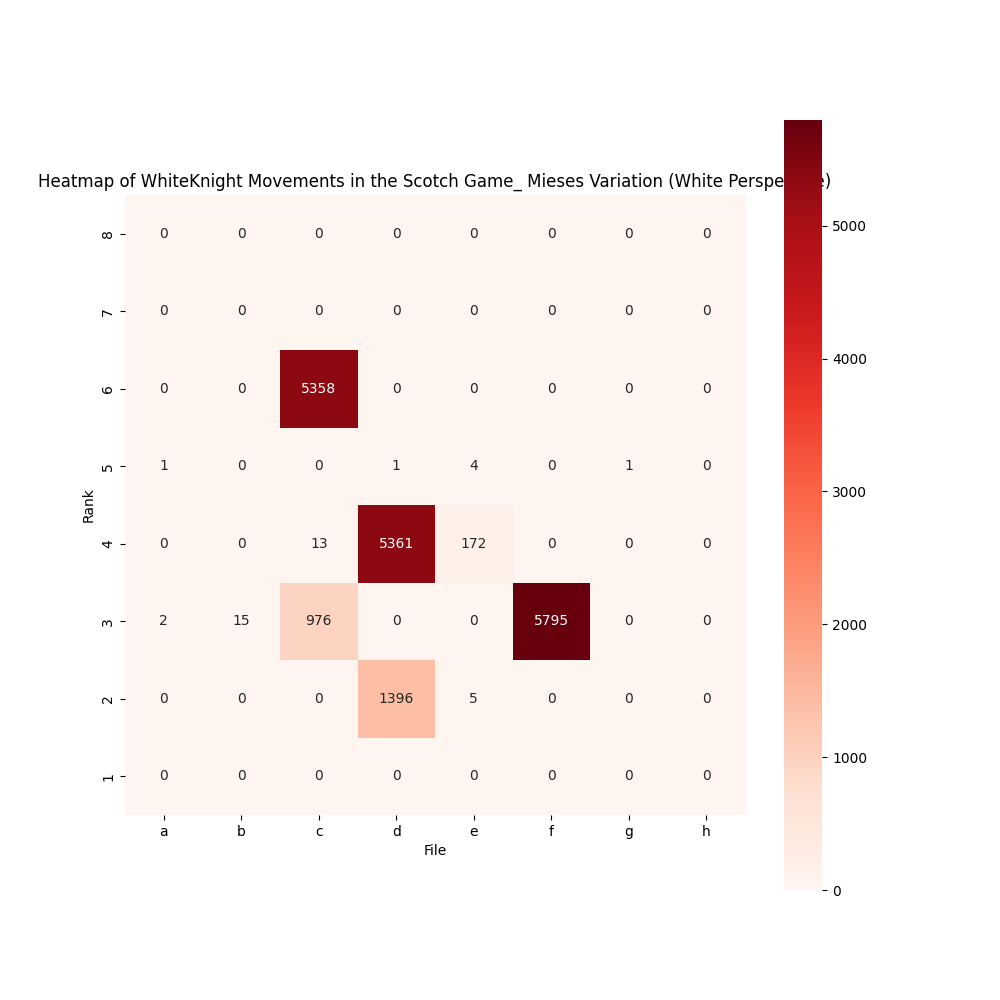 Heatmap of WhiteKnight Movements in the Scotch Game_ Mieses Variation (White Perspe e)
8 0 0 0 0 0 0 0 0
7 0 0 0 0 0 0 0 0
6 0 0 5358 0 0 0 0 0
5 1 0 0 1 4 0 1 0
4 0 0 13 5361 172 0 0 0
3 2 15 976 0 0 5795 0 0
2 0 0 0 1396 5 0 0 0
1 0 0 0 0 0 0 0 0
a b c d e f g h
Rank
File
5000
4000
3000
2000
1000
0